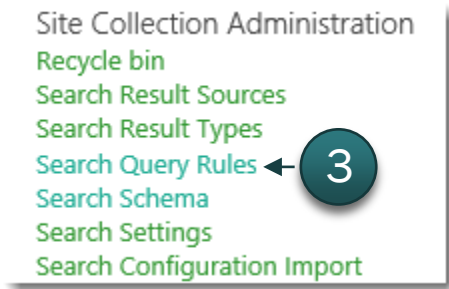 Site Collection Administration
Recycle bin
Search Result Sources
Search Result Types
Search Query Rules
3
Search Schema
Search Settings
Search Configuration Import